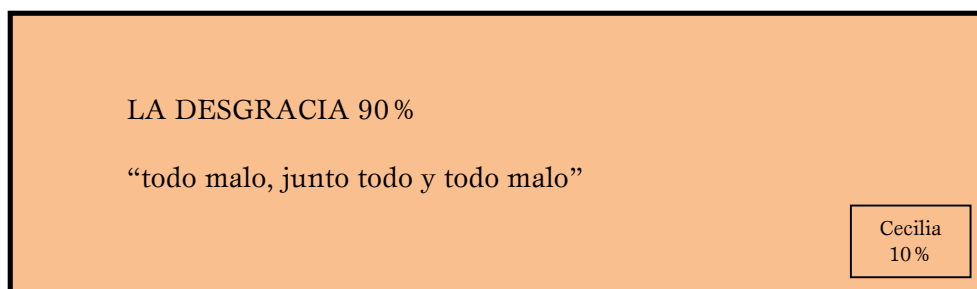 LA DESGRACIA 90%
“todo malo, junto todo y todo malo”
Cecilia
10%